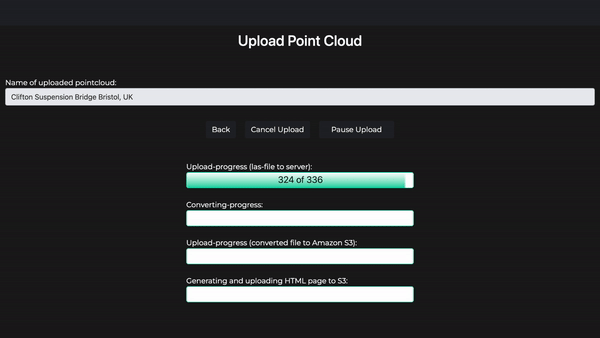 Upload Point Cloud
Name of uploaded pointcloud:
Clifton Suspension Bridge Bristol, UK
Back Cancel Upload Pause Upload
Upload-progress (las-file to server):
324 of 336
Converting-progress:
Upload-progress (converted file to Amazon S3):
Generating and uploading HTML page to S3: